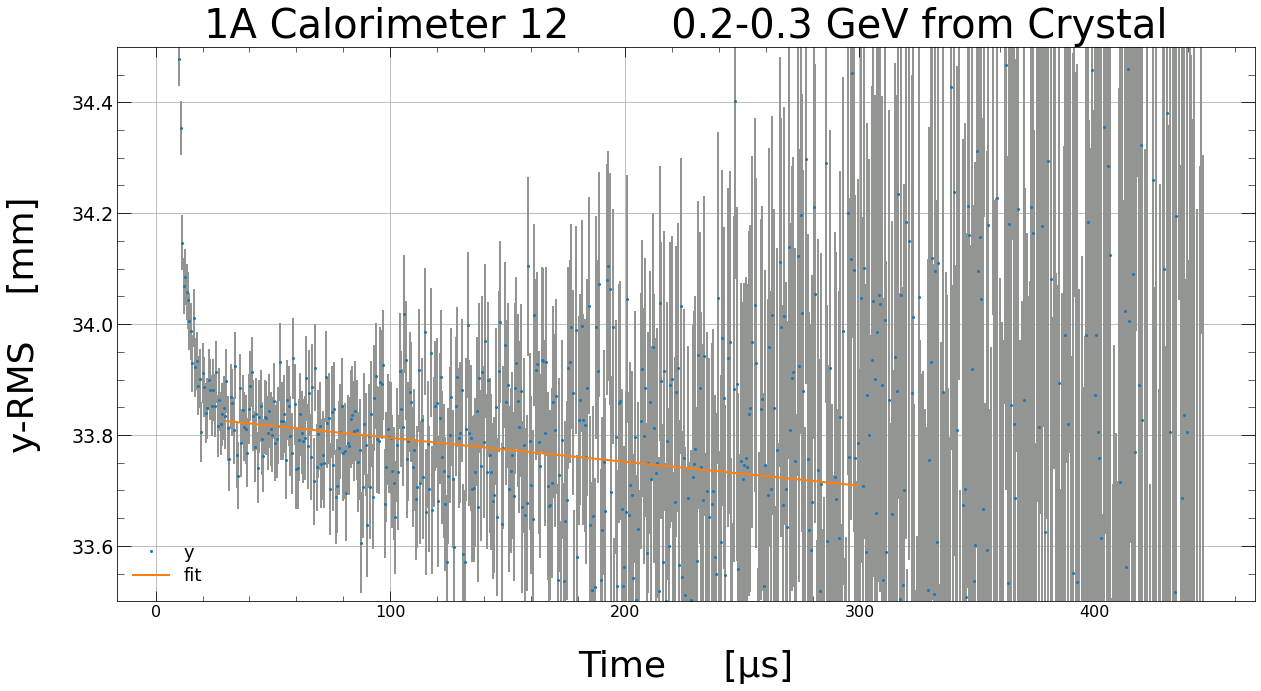 1A Calorimeter 12 0.2-0.3 GeV from Crystal
y-RMS [mm]
34.4
34.2
34.0
33.8
33.6
y
fit
0 100 200 300 400
Time [µs]